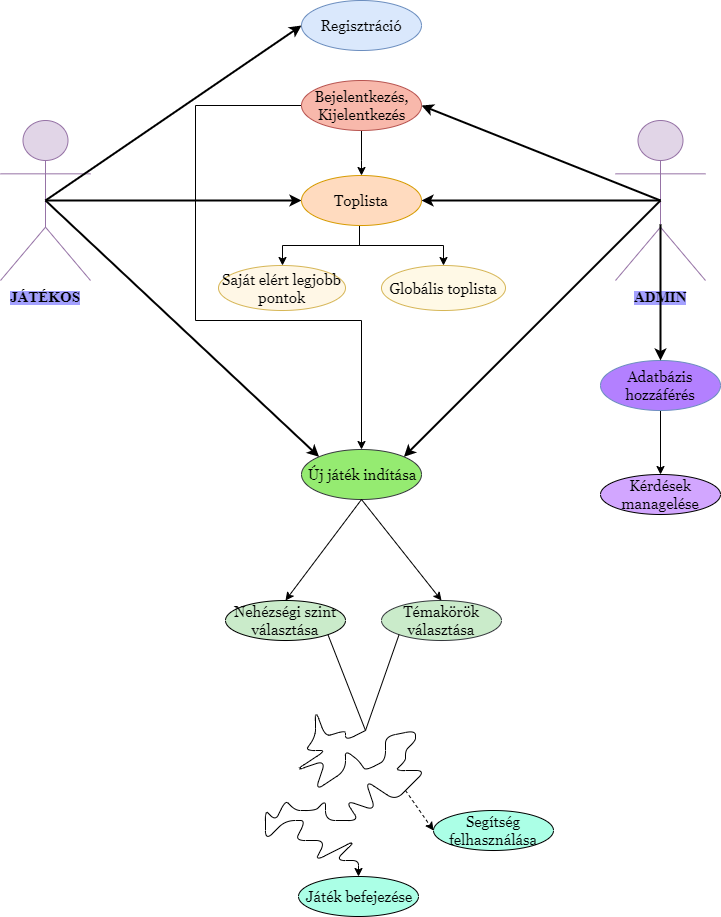 Regisztráció
Bejelentkezés,
Kijelentkezés
Toplista
Saját elért legjobb
pontok
Globális toplista
JÁTÉKOS
ADMIN
Adatbázis
hozzáférés
Új játék indítása
Kérdések
managelése
Nehézségi szint
választása
Témakörök
választása
Segítség
felhasználása
Játék befejezése